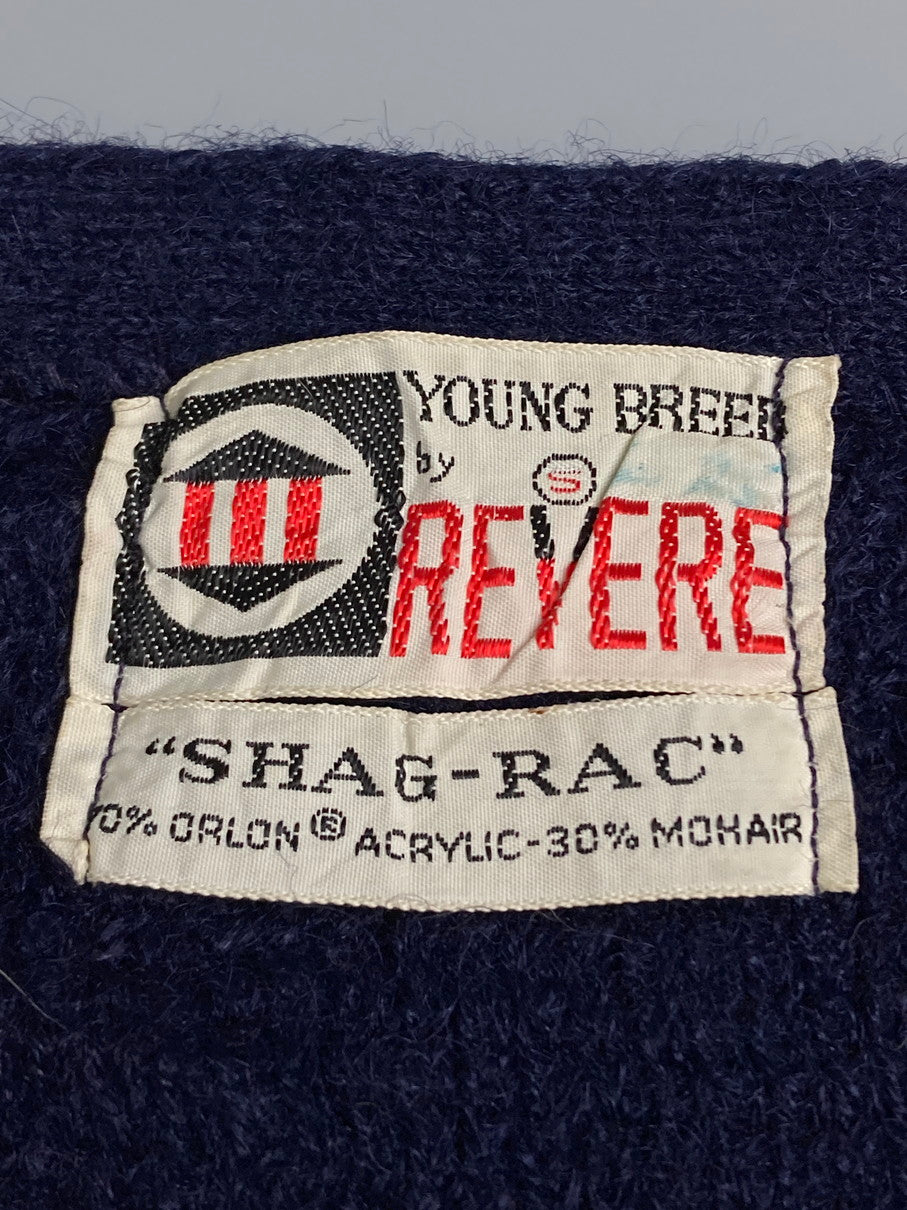 YOUNG BREED
by S
REVERE
"SHAG-RAC"
70% ORLON® ACRYLIC-30% MOHAIR